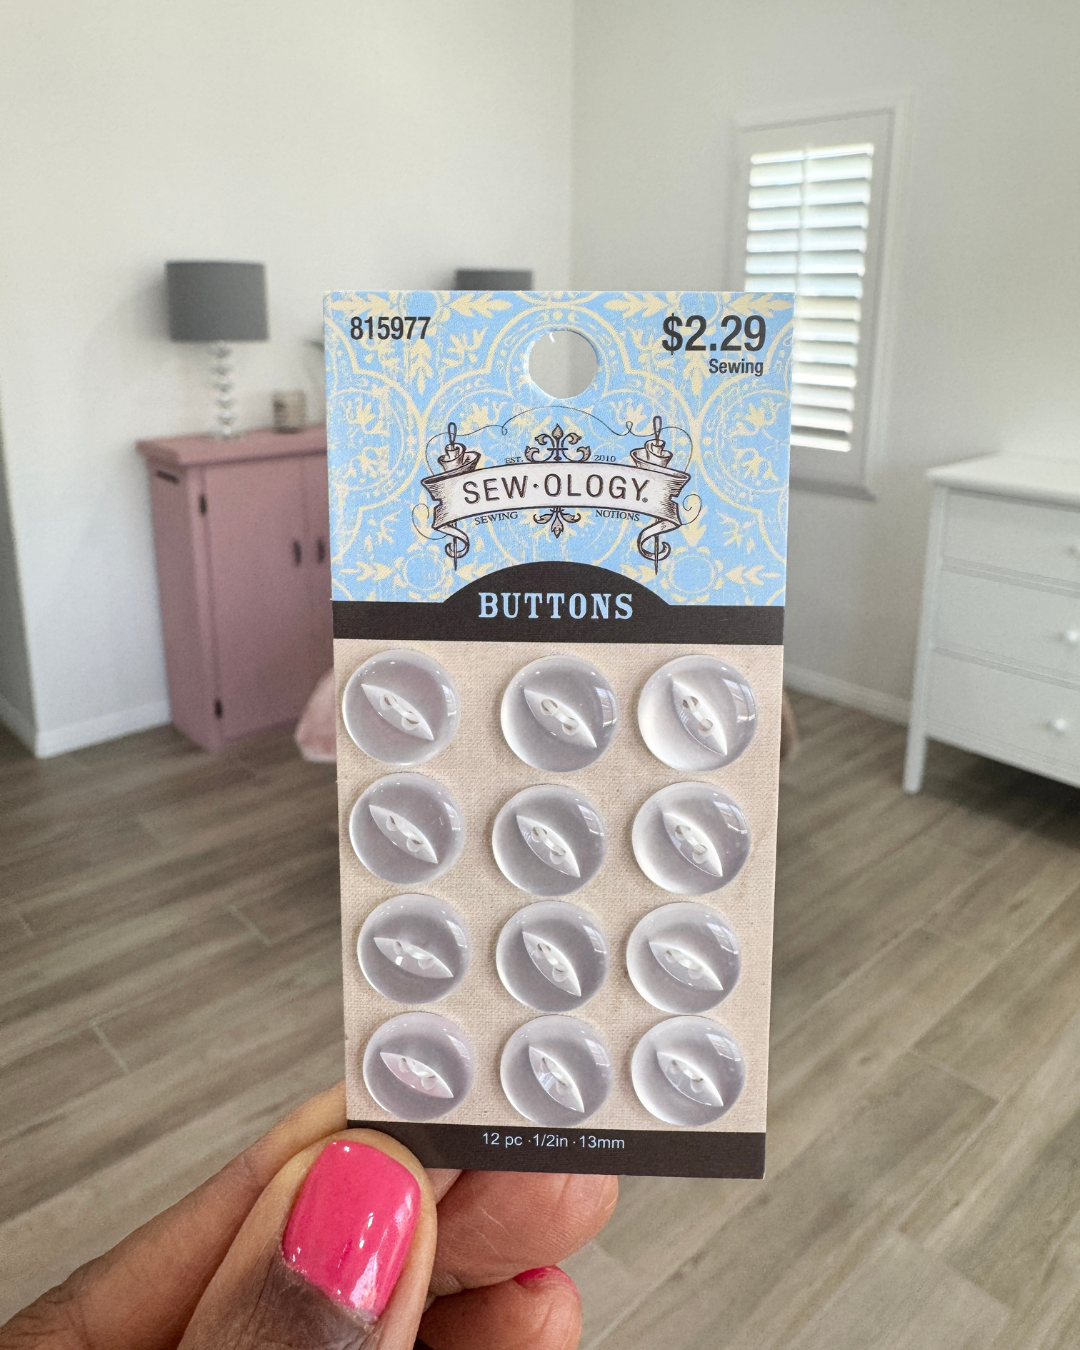 815977
$2.29
Sewing
EST. 2010
SEW·OLOGY®
SEWING NOTIONS
BUTTONS
12 pc · 1/2in · 13mm